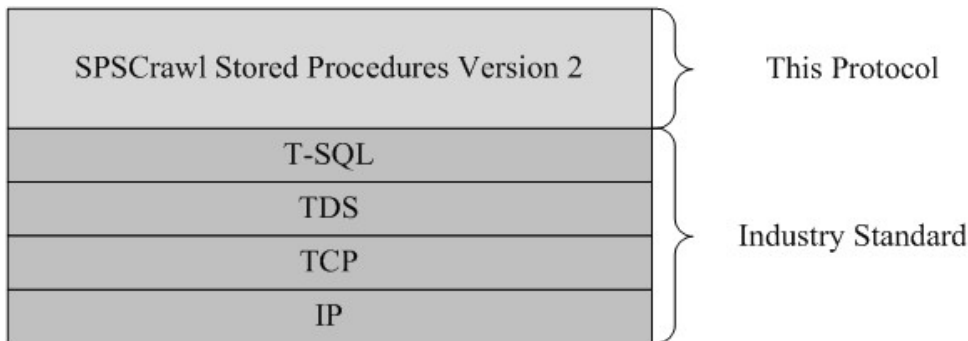 SPSCrawl Stored Procedures Version 2
This Protocol
T-SQL
TDS
TCP
IP
Industry Standard